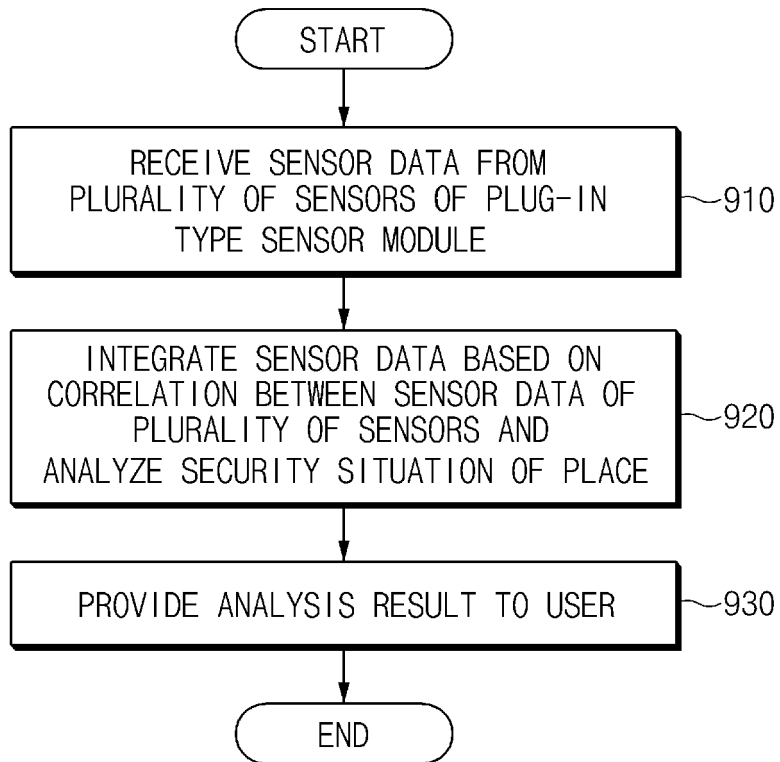 START
RECEIVE SENSOR DATA FROM
PLURALITY OF SENSORS OF PLUG-IN
TYPE SENSOR MODULE
910
INTEGRATE SENSOR DATA BASED ON
CORRELATION BETWEEN SENSOR DATA OF
PLURALITY OF SENSORS AND
ANALYZE SECURITY SITUATION OF PLACE
920
PROVIDE ANALYSIS RESULT TO USER
930
END